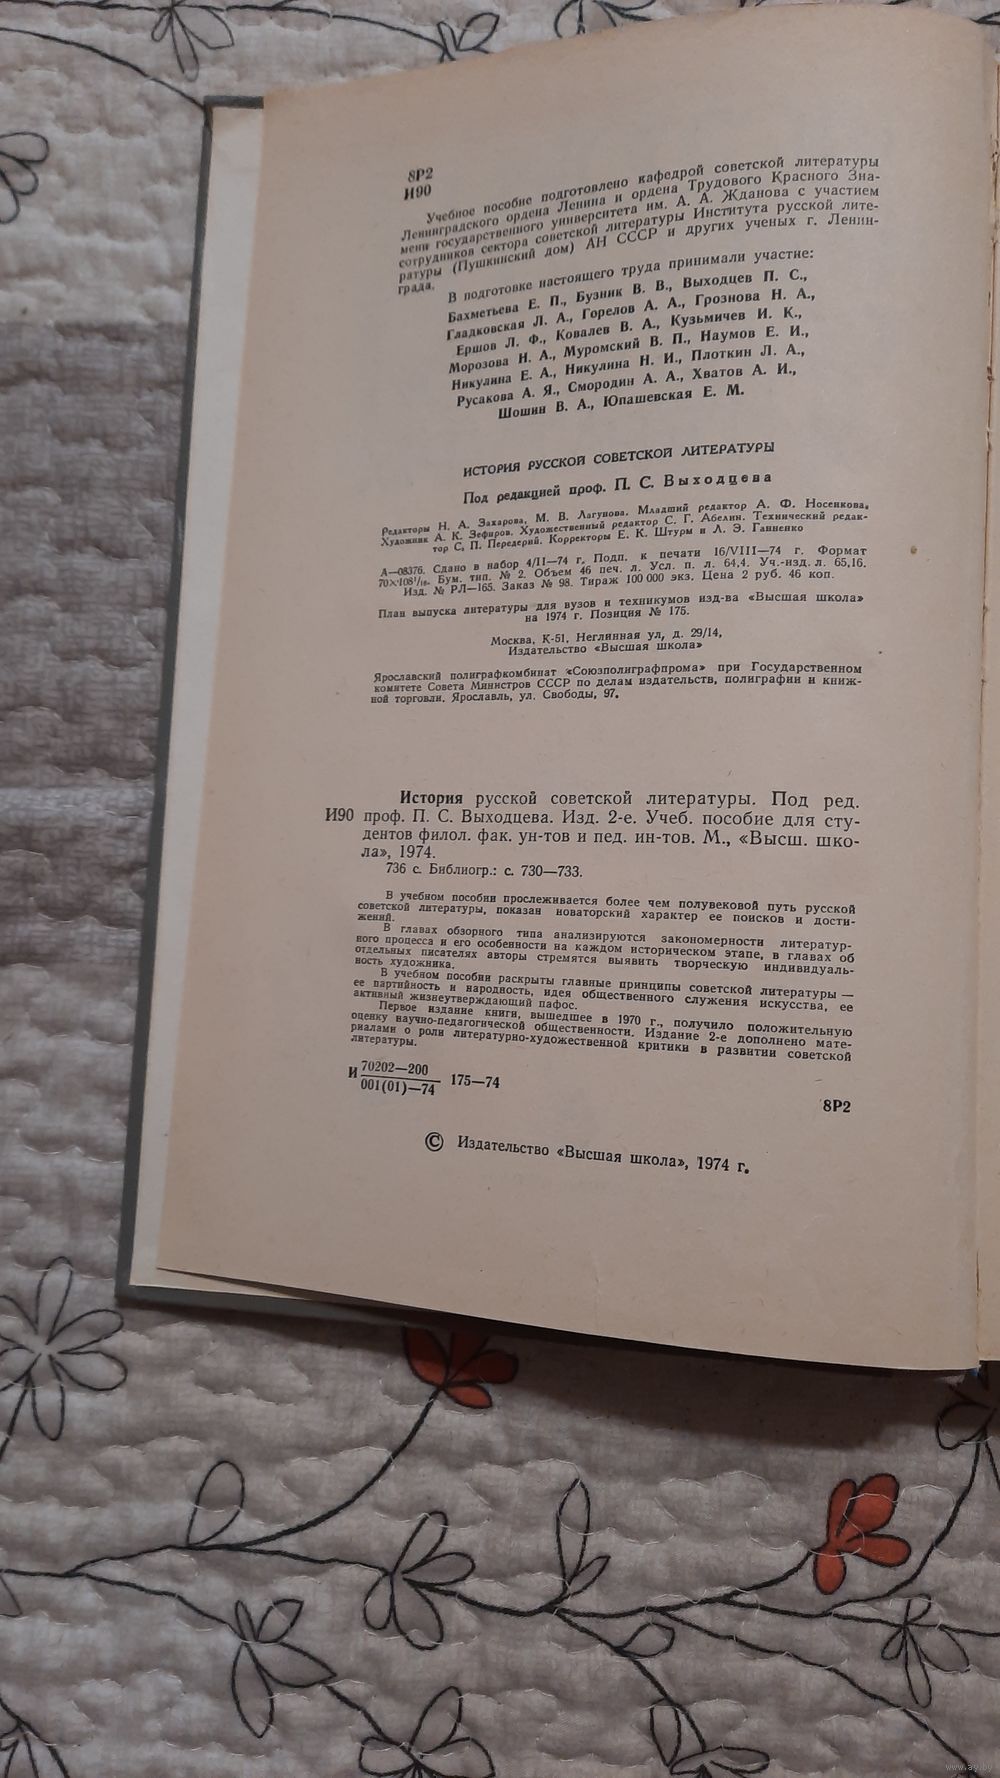 8Р2
И90
Учебное пособие подготовлено кафедрой советской литературы
Ленинградского ордена Ленина и ордена Трудового Красного Зна-
мени государственного университета им. А. А. Жданова с участием
сотрудников сектора советской литературы Института русской лите-
ратуры (Пушкинский дом) АН СССР и других ученых г. Ленин-
града.
В подготовке настоящего труда принимали участие:
Бахметьева Е. П., Бузник В. В., Выходцев П. С.,
Гладковская Л. А., Горелов А. А., Грознова Н. А.,
Ершов Л. Ф., Ковалев В. А., Кузьмичев И. К.,
Морозова Н. А., Муромский В. П., Наумов Е. И.,
Никулина Е. А., Никулина Н. И., Плоткин Л. А.,
Русакова А. Я., Смородин А. А., Хватов А. И.,
Шошин В. А., Юпашевская Е. М.
ИСТОРИЯ РУССКОЙ СОВЕТСКОЙ ЛИТЕРАТУРЫ
Под редакцией проф. П. С. Выходцева
Редакторы Н. А. Захарова, М. В. Лагунова. Младший редактор А. Ф. Носенкова.
Художник А. К. Зефиров. Художественный редактор С. Г. Абелин. Технический редак-
тор С. П. Передерий. Корректоры Е. К. Штурм и Л. Э. Ганненко
А—08376. Сдано в набор 4/II—74 г. Подп. к печати 16/VIII—74 г. Формат
70×108¹/₁₆. Бум. тип. № 2. Объем 46 печ. л. Усл. п. л. 64,4. Уч.-изд. л. 65,16.
Изд. № РЛ—165. Заказ № 98. Тираж 100 000 экз. Цена 2 руб. 46 коп.
План выпуска литературы для вузов и техникумов изд-ва «Высшая школа»
на 1974 г. Позиция № 175.
Москва, К-51, Неглинная ул, д. 29/14,
Издательство «Высшая школа»
Ярославский полиграфкомбинат «Союзполиграфпрома» при Государственном
комитете Совета Министров СССР по делам издательств, полиграфии и книж-
ной торговли. Ярославль, ул. Свободы, 97.
История русской советской литературы. Под ред.
И90 проф. П. С. Выходцева. Изд. 2-е. Учеб. пособие для сту-
дентов филол. фак. ун-тов и пед. ин-тов. М., «Высш. шко-
ла», 1974.
736 с. Библиогр.: с. 730—733.
В учебном пособии прослеживается более чем полувековой путь русской
советской литературы, показан новаторский характер ее поисков и дости-
жений.
В главах обзорного типа анализируются закономерности литератур-
ного процесса и его особенности на каждом историческом этапе, в главах об
отдельных писателях авторы стремятся выявить творческую индивидуаль-
ность художника.
В учебном пособии раскрыты главные принципы советской литературы —
ее партийность и народность, идея общественного служения искусства, ее
активный жизнеутверждающий пафос.
Первое издание книги, вышедшее в 1970 г., получило положительную
оценку научно-педагогической общественности. Издание 2-е дополнено мате-
риалами о роли литературно-художественной критики в развитии советской
литературы.
И 70202—200
001(01)—74 175—74
8Р2
© Издательство «Высшая школа», 1974 г.
www.ay.by